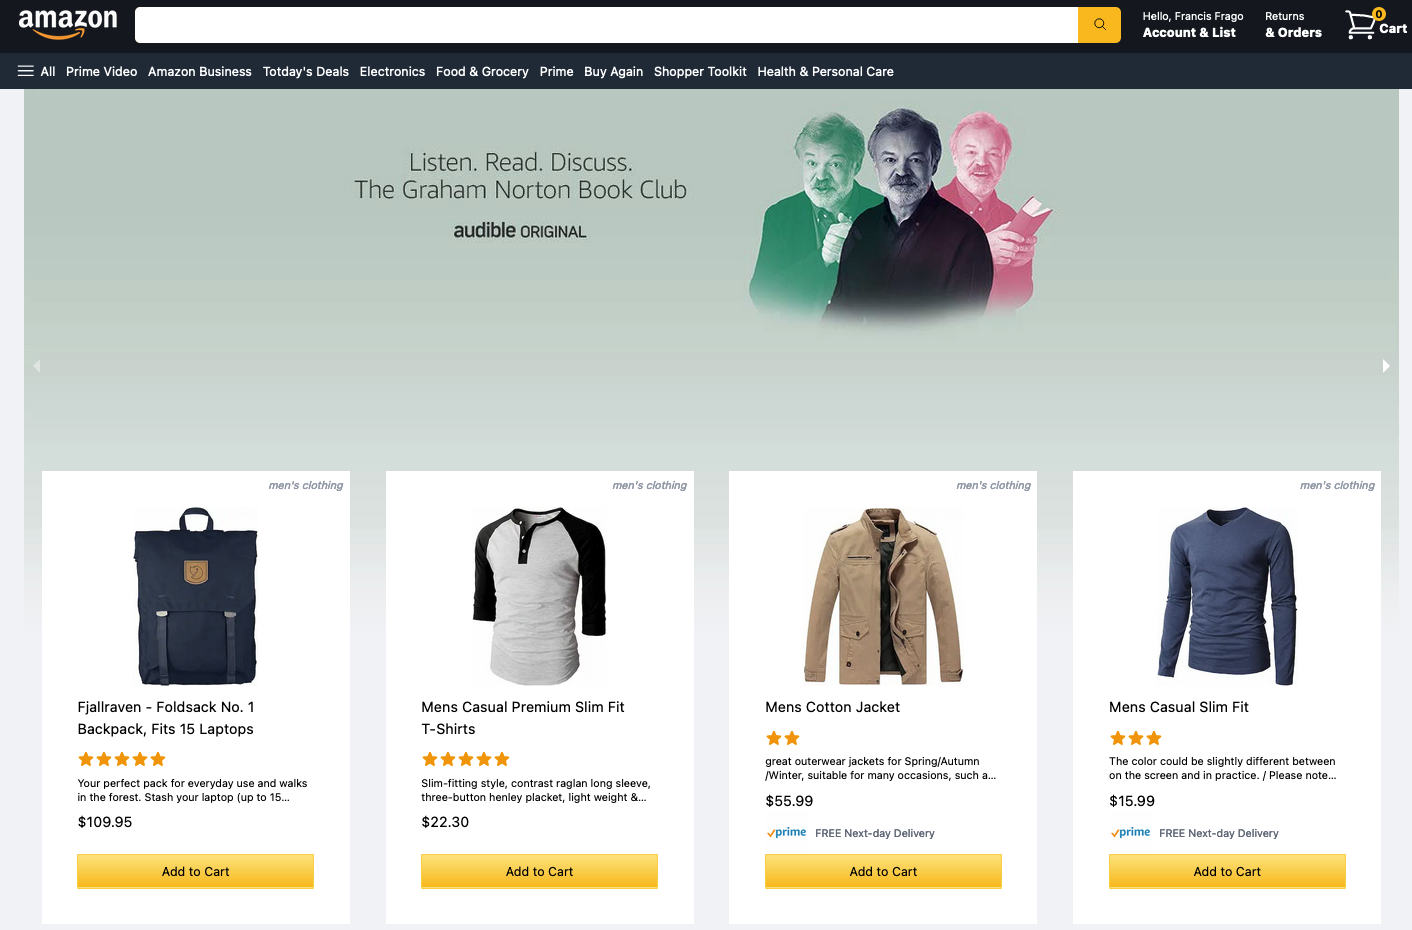 amazon
Hello, Francis Frago
Account & List
Returns
& Orders
0
Cart
All Prime Video Amazon Business Totday's Deals Electronics Food & Grocery Prime Buy Again Shopper Toolkit Health & Personal Care
Listen. Read. Discuss.
The Graham Norton Book Club
audible ORIGINAL
men's clothing
Fjallraven - Foldsack No. 1
Backpack, Fits 15 Laptops
Your perfect pack for everyday use and walks
in the forest. Stash your laptop (up to 15...
$109.95
Add to Cart
men's clothing
Mens Casual Premium Slim Fit
T-Shirts
Slim-fitting style, contrast raglan long sleeve,
three-button henley placket, light weight &...
$22.30
Add to Cart
men's clothing
Mens Cotton Jacket
great outerwear jackets for Spring/Autumn
/Winter, suitable for many occasions, such a...
$55.99
prime FREE Next-day Delivery
Add to Cart
men's clothing
Mens Casual Slim Fit
The color could be slightly different between
on the screen and in practice. / Please note...
$15.99
prime FREE Next-day Delivery
Add to Cart